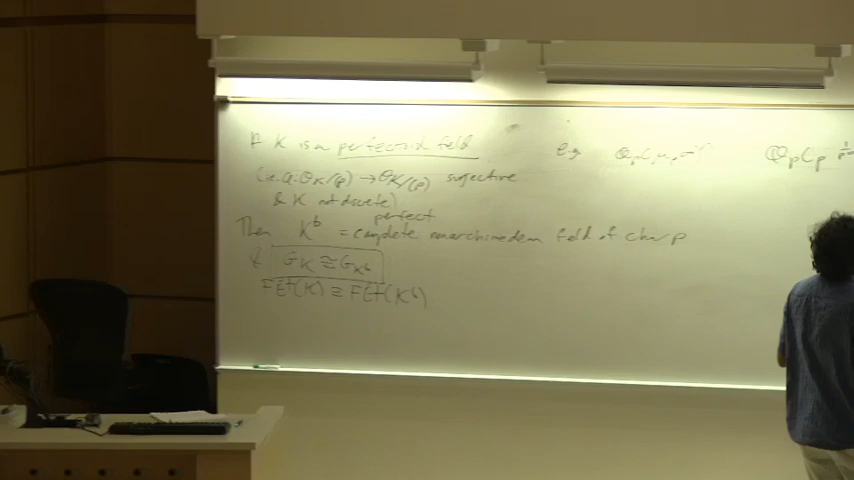 If K is a perfectoid field e.g.
(i.e. φ: O_K/(p) → O_K/(p) surjective
& K not discrete)
perfect
Then K^b = complete nonarchimedean field of char p
& G_K ≅ G_{K^b}
FEt(K) ≅ FEt(K^b)